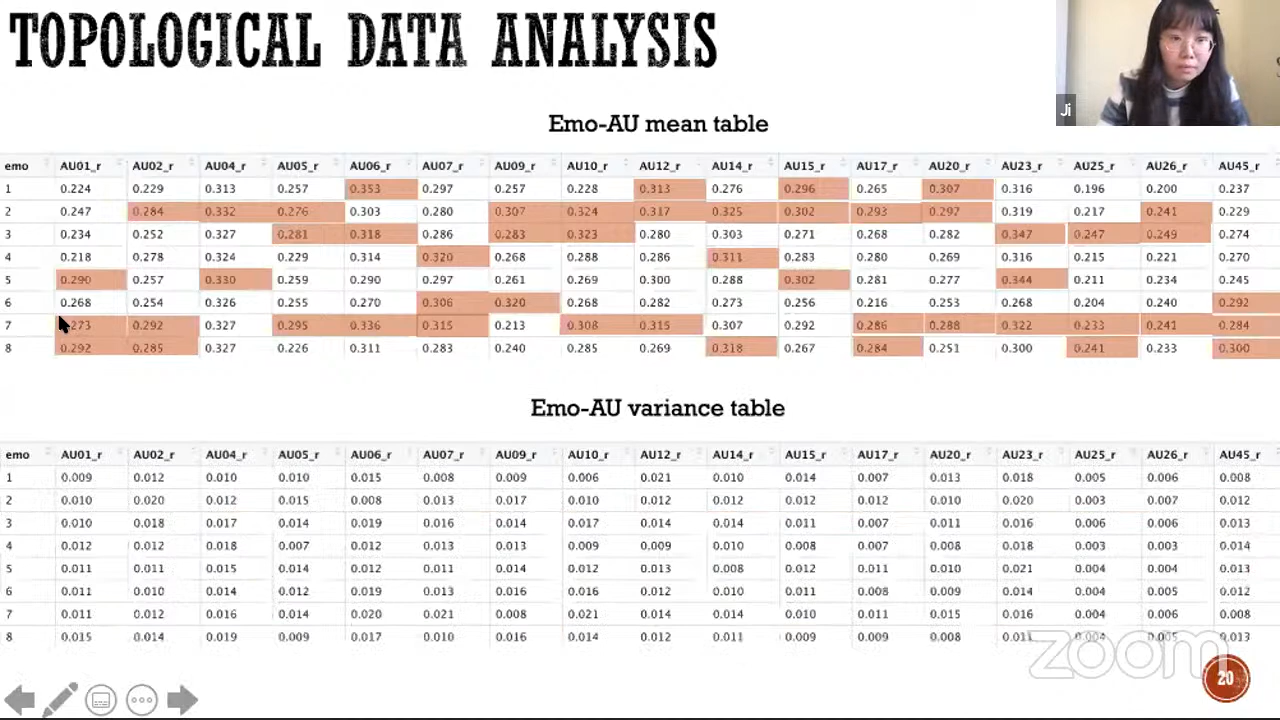 TOPOLOGICAL DATA ANALYSIS
Ji
Emo-AU mean table
emo AU01_r AU02_r AU04_r AU05_r AU06_r AU07_r AU09_r AU10_r AU12_r AU14_r AU15_r AU17_r AU20_r AU23_r AU25_r AU26_r AU45_r
1 0.224 0.229 0.313 0.257 0.353 0.297 0.257 0.228 0.313 0.276 0.296 0.265 0.307 0.316 0.196 0.200 0.237
2 0.247 0.284 0.332 0.276 0.303 0.280 0.307 0.324 0.317 0.325 0.302 0.293 0.297 0.319 0.217 0.241 0.229
3 0.234 0.252 0.327 0.281 0.318 0.286 0.283 0.323 0.280 0.303 0.271 0.268 0.282 0.347 0.247 0.249 0.274
4 0.218 0.278 0.324 0.229 0.314 0.320 0.268 0.288 0.286 0.311 0.283 0.280 0.269 0.316 0.215 0.221 0.270
5 0.290 0.257 0.330 0.259 0.290 0.297 0.261 0.269 0.300 0.288 0.302 0.281 0.277 0.344 0.211 0.234 0.245
6 0.268 0.254 0.326 0.255 0.270 0.306 0.320 0.268 0.282 0.273 0.256 0.216 0.253 0.268 0.204 0.240 0.292
7 .273 0.292 0.327 0.295 0.336 0.315 0.213 0.308 0.315 0.307 0.292 0.286 0.288 0.322 0.233 0.241 0.284
8 0.292 0.285 0.327 0.226 0.311 0.283 0.240 0.285 0.269 0.318 0.267 0.284 0.251 0.300 0.241 0.233 0.300
Emo-AU variance table
emo AU01_r AU02_r AU04_r AU05_r AU06_r AU07_r AU09_r AU10_r AU12_r AU14_r AU15_r AU17_r AU20_r AU23_r AU25_r AU26_r AU45_r
1 0.009 0.012 0.010 0.010 0.015 0.008 0.009 0.006 0.021 0.010 0.014 0.007 0.013 0.018 0.005 0.006 0.008
2 0.010 0.020 0.012 0.015 0.008 0.013 0.017 0.010 0.012 0.012 0.012 0.012 0.010 0.020 0.003 0.007 0.012
3 0.010 0.018 0.017 0.014 0.019 0.016 0.014 0.017 0.014 0.014 0.011 0.007 0.011 0.016 0.006 0.006 0.013
4 0.012 0.012 0.018 0.007 0.012 0.013 0.013 0.009 0.009 0.010 0.008 0.007 0.008 0.018 0.003 0.003 0.014
5 0.011 0.011 0.015 0.014 0.012 0.011 0.014 0.012 0.013 0.008 0.012 0.011 0.010 0.021 0.004 0.004 0.013
6 0.011 0.010 0.014 0.012 0.019 0.013 0.016 0.016 0.012 0.010 0.011 0.008 0.009 0.014 0.004 0.005 0.012
7 0.011 0.012 0.016 0.014 0.020 0.021 0.008 0.021 0.014 0.014 0.010 0.011 0.015 0.016 0.004 0.006 0.008
8 0.015 0.014 0.019 0.009 0.017 0.010 0.016 0.014 0.012 0.011 0.009 0.009 0.008 0.011 0.004 0.005 0.013
zoom
20